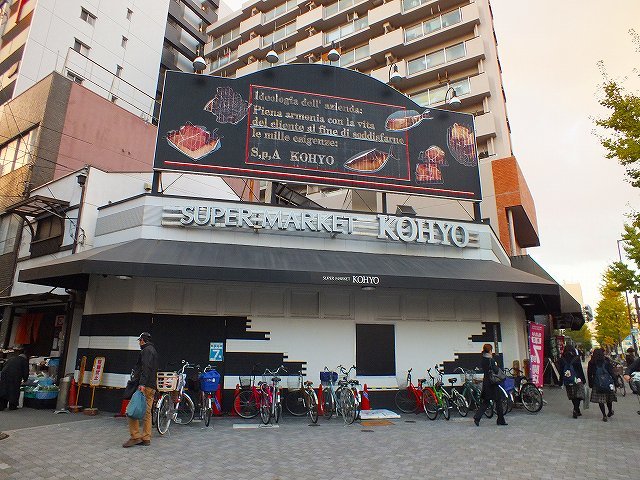 Ideologia dell' azienda:
Piena armonia con la vita
del cliente al fine di soddisfare
le mille esigenze:
S.p.A KOHYO
SUPER MARKET KOHYO
SUPER MARKET KOHYO
7